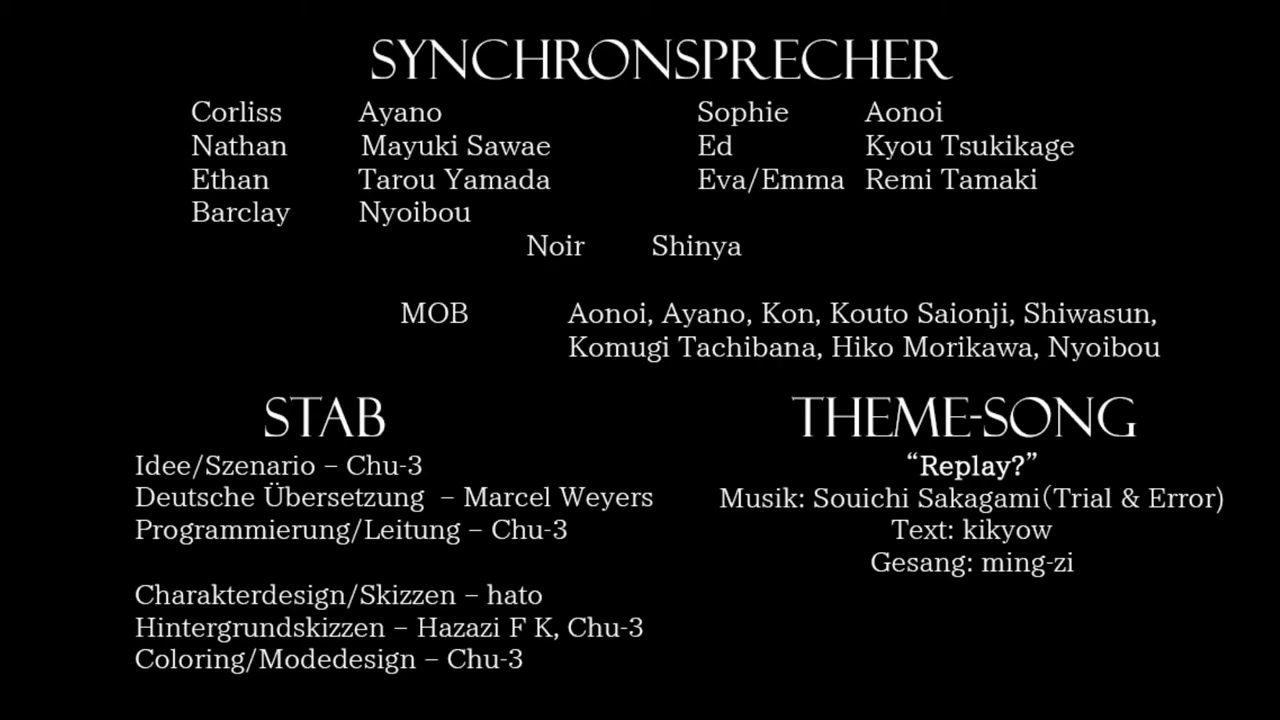 SYNCHRONSPRECHER
Corliss Ayano Sophie Aonoi
Nathan Mayuki Sawae Ed Kyou Tsukikage
Ethan Tarou Yamada Eva/Emma Remi Tamaki
Barclay Nyoibou
Noir Shinya
MOB Aonoi, Ayano, Kon, Kouto Saionji, Shiwasun,
Komugi Tachibana, Hiko Morikawa, Nyoibou
STAB
Idee/Szenario – Chu-3
Deutsche Übersetzung – Marcel Weyers
Programmierung/Leitung – Chu-3
Charakterdesign/Skizzen – hato
Hintergrundskizzen – Hazazi F K, Chu-3
Coloring/Modedesign – Chu-3
THEME-SONG
“Replay?”
Musik: Souichi Sakagami(Trial & Error)
Text: kikyow
Gesang: ming-zi